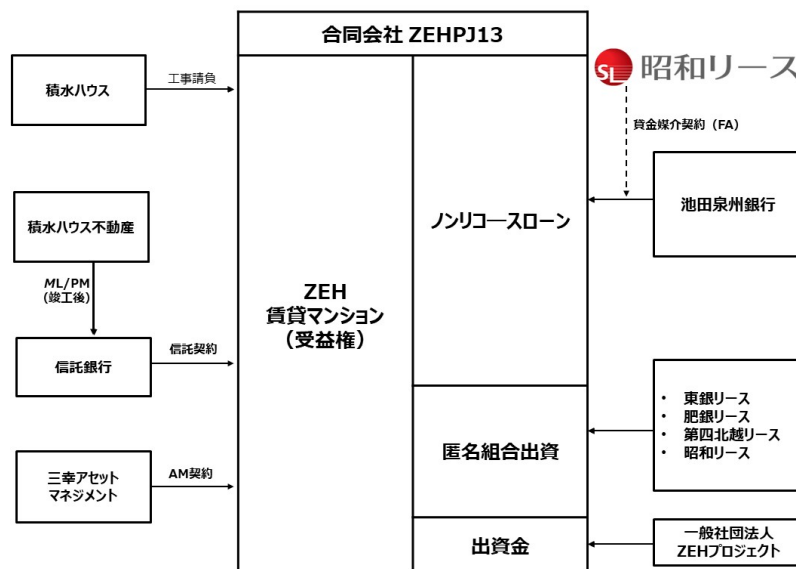 合同会社 ZEHPJ13
積水ハウス
工事請負
SL 昭和リース
貸金媒介契約（FA）
池田泉州銀行
積水ハウス不動産
ML/PM
(竣工後)
信託銀行
信託契約
三幸アセット
マネジメント
AM契約
ZEH
賃貸マンション
（受益権）
ノンリコースローン
匿名組合出資
出資金
• 東銀リース
• 肥銀リース
• 第四北越リース
• 昭和リース
一般社団法人
ZEHプロジェクト